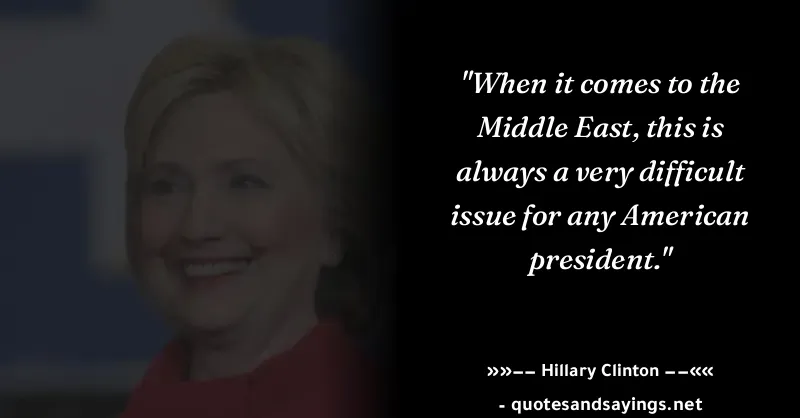 "When it comes to the
Middle East, this is
always a very difficult
issue for any American
president."
»»–– Hillary Clinton ––««
- quotesandsayings.net